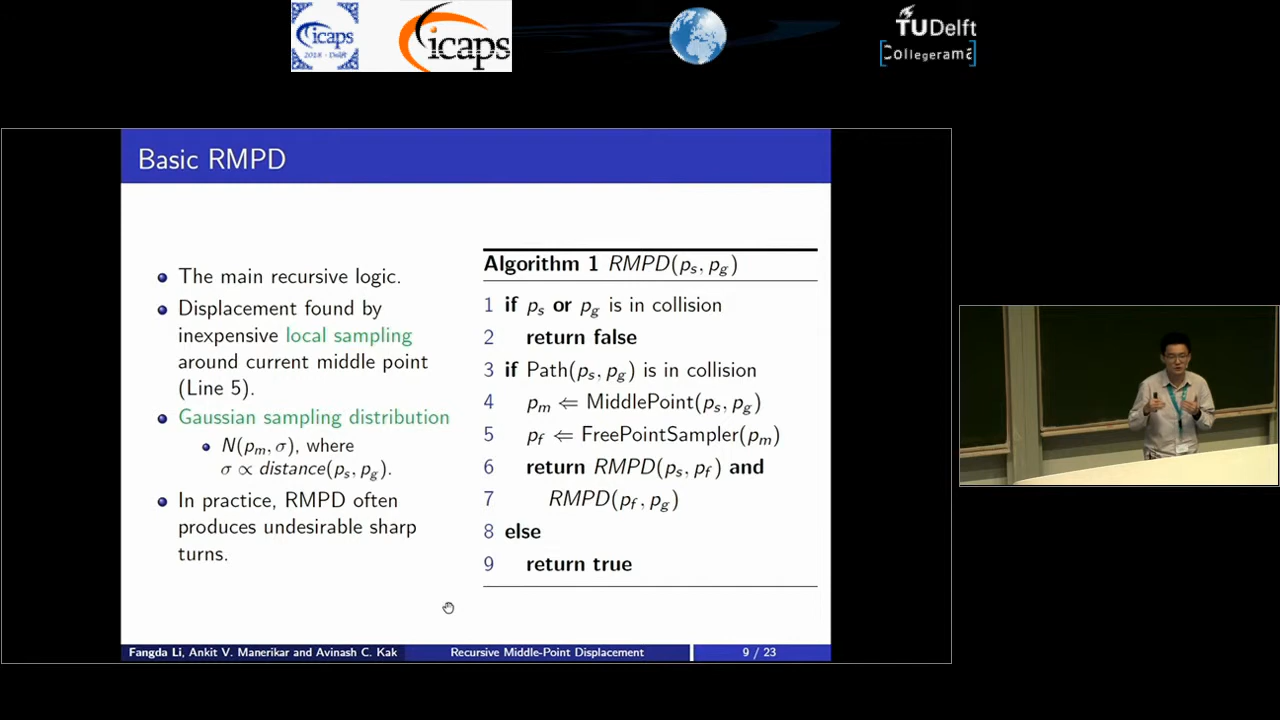 icaps
2018 - Delft
icaps
TUDelft
Collegerama
Basic RMPD
The main recursive logic.
Displacement found by
inexpensive local sampling
around current middle point
(Line 5).
Gaussian sampling distribution
N(pm, σ), where
σ ∝ distance(ps, pg).
In practice, RMPD often
produces undesirable sharp
turns.
Algorithm 1 RMPD(ps, pg)
1 if ps or pg is in collision
2 return false
3 if Path(ps, pg) is in collision
4 pm ⇐ MiddlePoint(ps, pg)
5 pf ⇐ FreePointSampler(pm)
6 return RMPD(ps, pf) and
7 RMPD(pf, pg)
8 else
9 return true
Fangda Li, Ankit V. Manerikar and Avinash C. Kak
Recursive Middle-Point Displacement
9 / 23